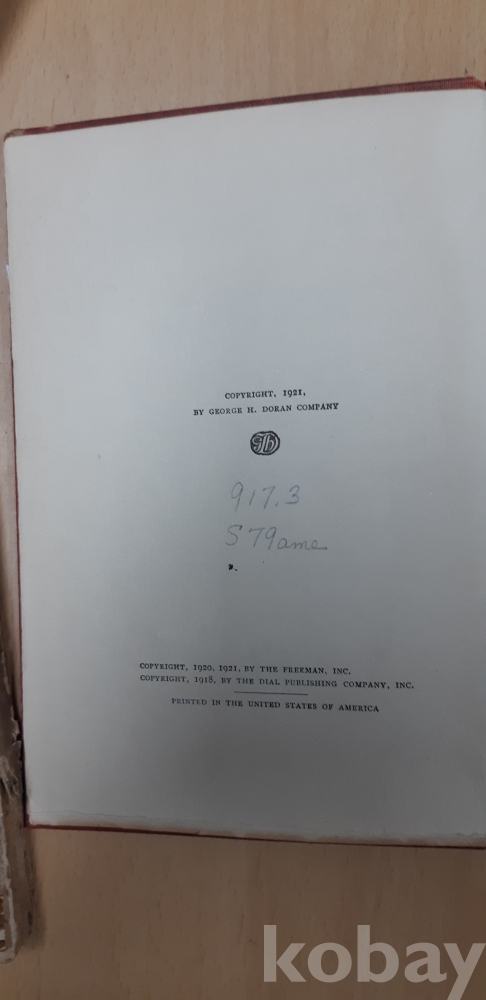 COPYRIGHT, 1921,
BY GEORGE H. DORAN COMPANY
917.3
S79ame
COPYRIGHT, 1920, 1921, BY THE FREEMAN, INC.
COPYRIGHT, 1918, BY THE DIAL PUBLISHING COMPANY, INC.
PRINTED IN THE UNITED STATES OF AMERICA
kobay